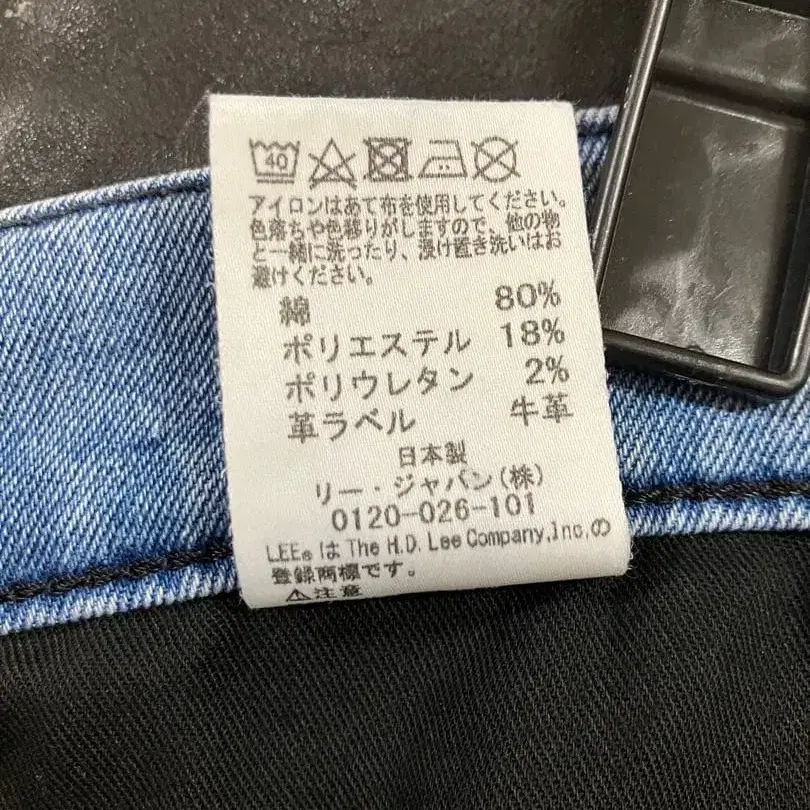 40
アイロンはあて布を使用してください。
色落ちや色移りがしますので、他の物
と一緒に洗ったり、浸け置き洗いはお
避けください。
綿 80%
ポリエステル 18%
ポリウレタン 2%
革ラベル 牛革
日本製
リー・ジャパン(株)
0120-026-101
LEE® は The H.D. Lee Company,Inc.の
登録商標です。
⚠注意